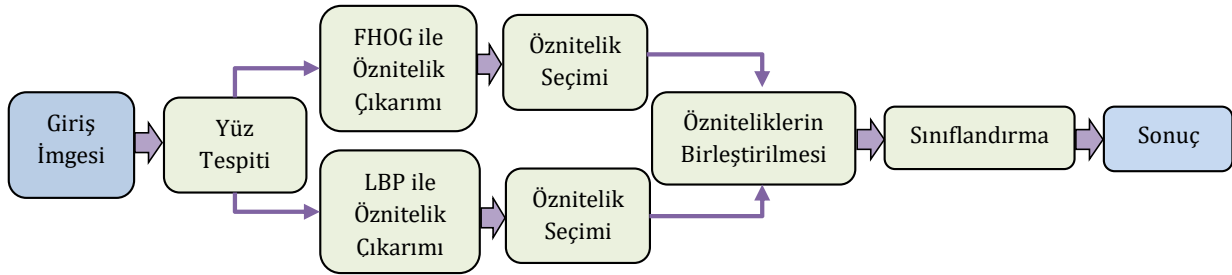 Giriş
İmgesi
Yüz
Tespiti
FHOG ile
Öznitelik
Çıkarımı
Öznitelik
Seçimi
LBP ile
Öznitelik
Çıkarımı
Öznitelik
Seçimi
Özniteliklerin
Birleştirilmesi
Sınıflandırma
Sonuç